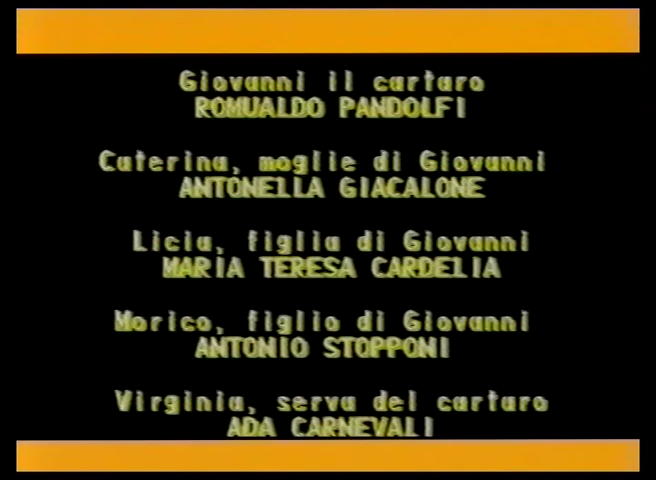 Giovanni il cartaro
ROMUALDO PANDOLFI
Caterina, moglie di Giovanni
ANTONELLA GIACALONE
Licia, figlia di Giovanni
MARIA TERESA CARDELIA
Morico, figlio di Giovanni
ANTONIO STOPPONI
Virginia, serva del cartaro
ADA CARNEVALI